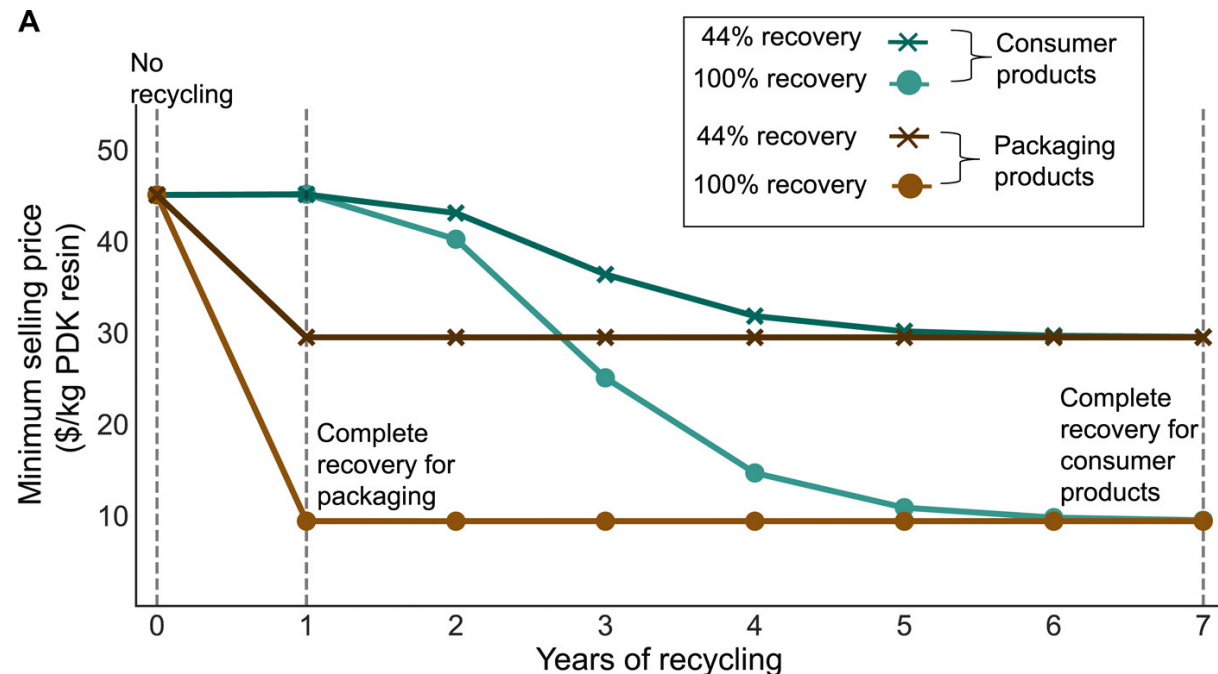 A
No
recycling
44% recovery
100% recovery
Consumer
products
44% recovery
100% recovery
Packaging
products
Minimum selling price
($/kg PDK resin)
50
40
30
20
10
Complete
recovery for
packaging
Complete
recovery for
consumer
products
0 1 2 3 4 5 6 7
Years of recycling